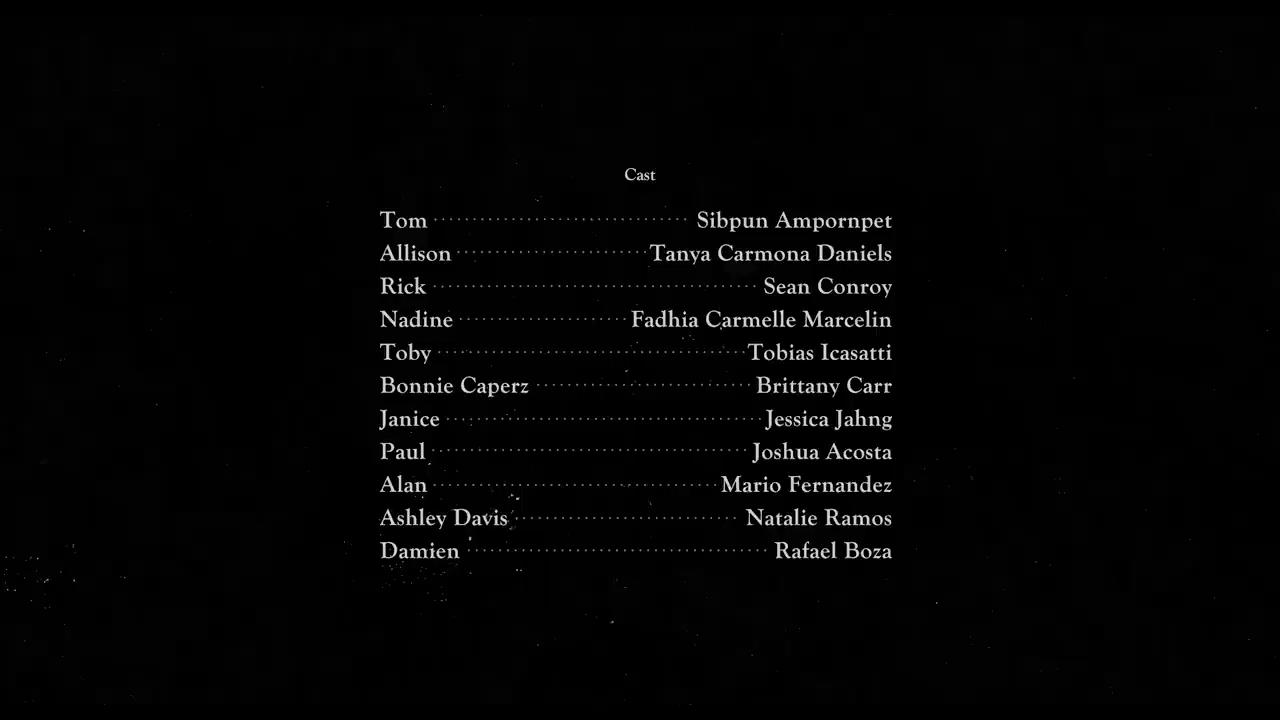 Cast
Tom ································ Sibpun Ampornpet
Allison ························ Tanya Carmona Daniels
Rick ········································· Sean Conroy
Nadine ····················· Fadhia Carmelle Marcelin
Toby ······································· Tobias Icasatti
Bonnie Caperz ··························· Brittany Carr
Janice ········································ Jessica Jahng
Paul ········································ Joshua Acosta
Alan ···································· Mario Fernandez
Ashley Davis ···························· Natalie Ramos
Damien ······································ Rafael Boza